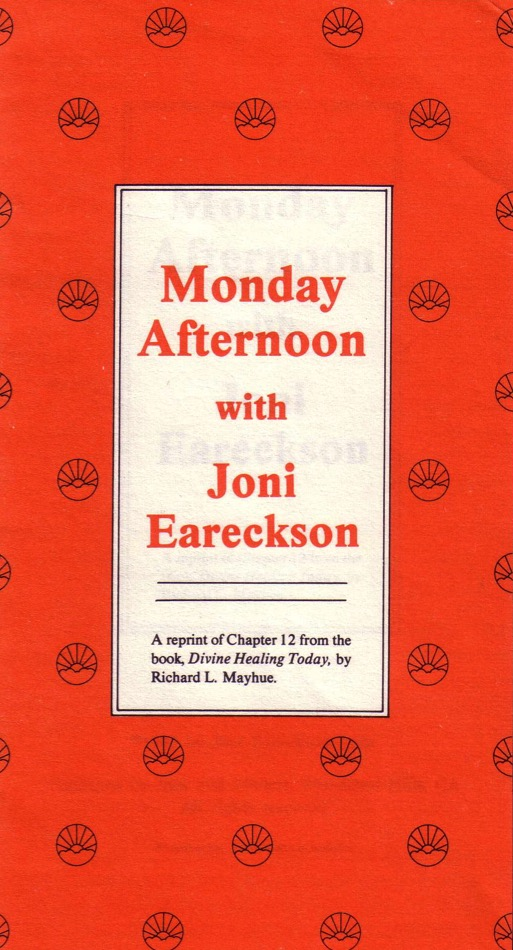 Monday
Afternoon
with
Joni
Eareckson
A reprint of Chapter 12 from the
book, Divine Healing Today, by
Richard L. Mayhue.